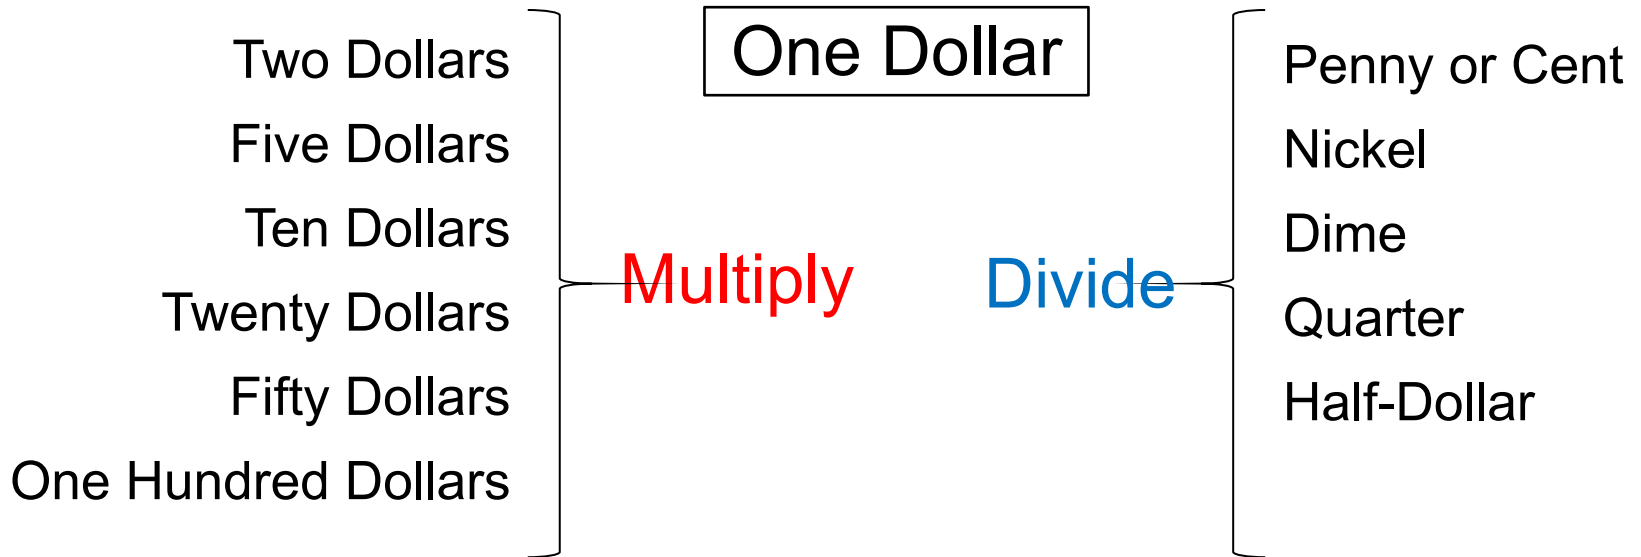 One Dollar
Two Dollars
Five Dollars
Ten Dollars
Twenty Dollars
Fifty Dollars
One Hundred Dollars
Multiply
Divide
Penny or Cent
Nickel
Dime
Quarter
Half-Dollar